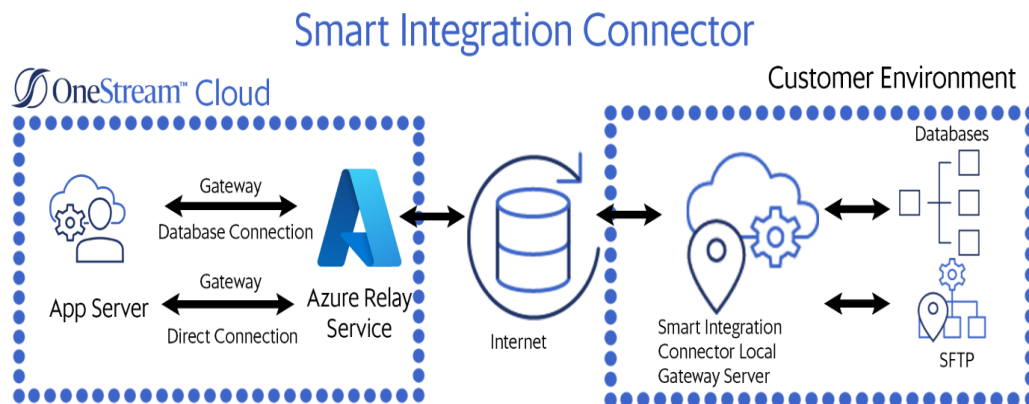 Smart Integration Connector
OneStream™ Cloud
Customer Environment
Databases
Gateway
Database Connection
Gateway
Direct Connection
App Server
Azure Relay
Service
Internet
Smart Integration
Connector Local
Gateway Server
SFTP